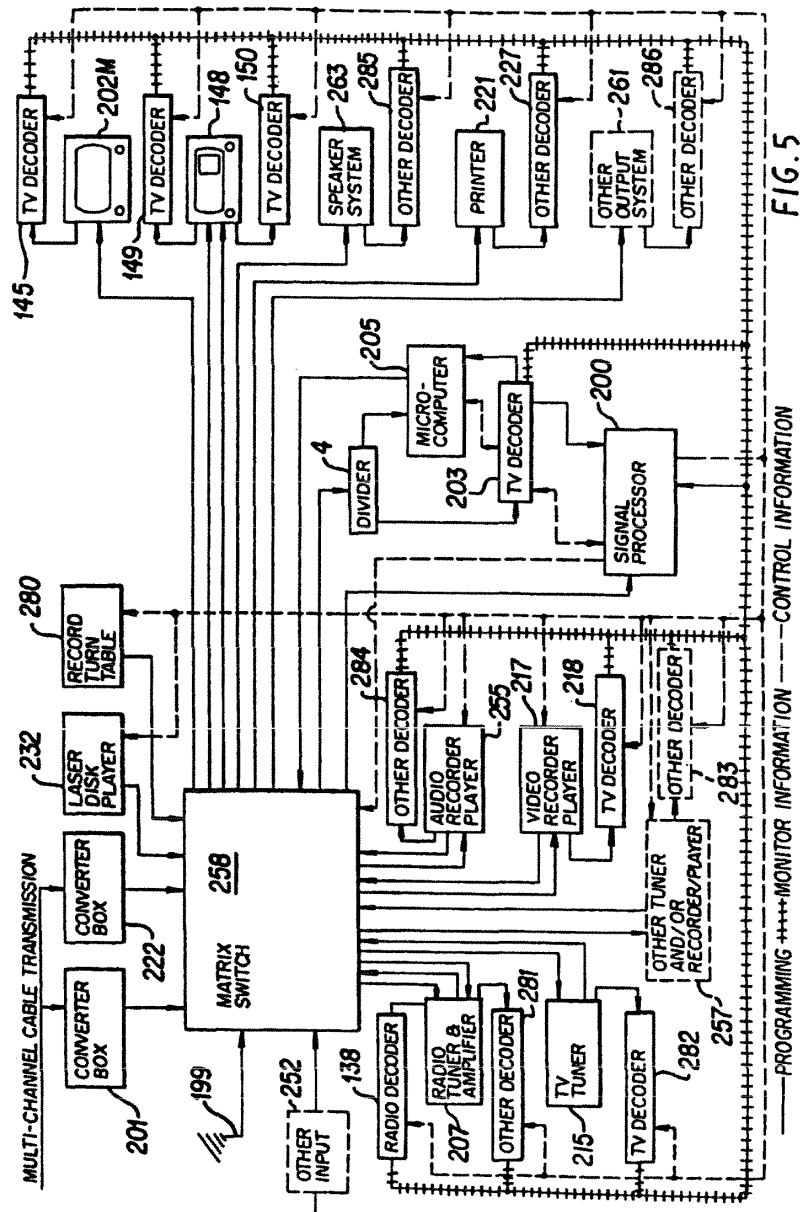 MULTI-CHANNEL CABLE TRANSMISSION
201
CONVERTER
BOX
222
CONVERTER
BOX
232
LASER
DISK
PLAYER
280
RECORD
TURN
TABLE
199
252
OTHER
INPUT
258
MATRIX
SWITCH
145
TV DECODER
202M
149
TV DECODER
148
TV DECODER
150
SPEAKER
SYSTEM
263
OTHER DECODER
285
PRINTER
221
OTHER DECODER
227
OTHER
OUTPUT
SYSTEM
261
OTHER DECODER
286
4
DIVIDER
205
MICRO-
COMPUTER
203
TV DECODER
200
SIGNAL
PROCESSOR
138
RADIO DECODER
207
RADIO
TUNER &
AMPLIFIER
OTHER DECODER
281
TV
TUNER
215
TV DECODER
282
284
OTHER DECODER
AUDIO
RECORDER
PLAYER
255
217
VIDEO
RECORDER
PLAYER
218
TV DECODER
OTHER TUNER
AND/OR
RECORDER/PLAYER
257
OTHER DECODER
283
PROGRAMMING
MONITOR INFORMATION
CONTROL INFORMATION
FIG. 5